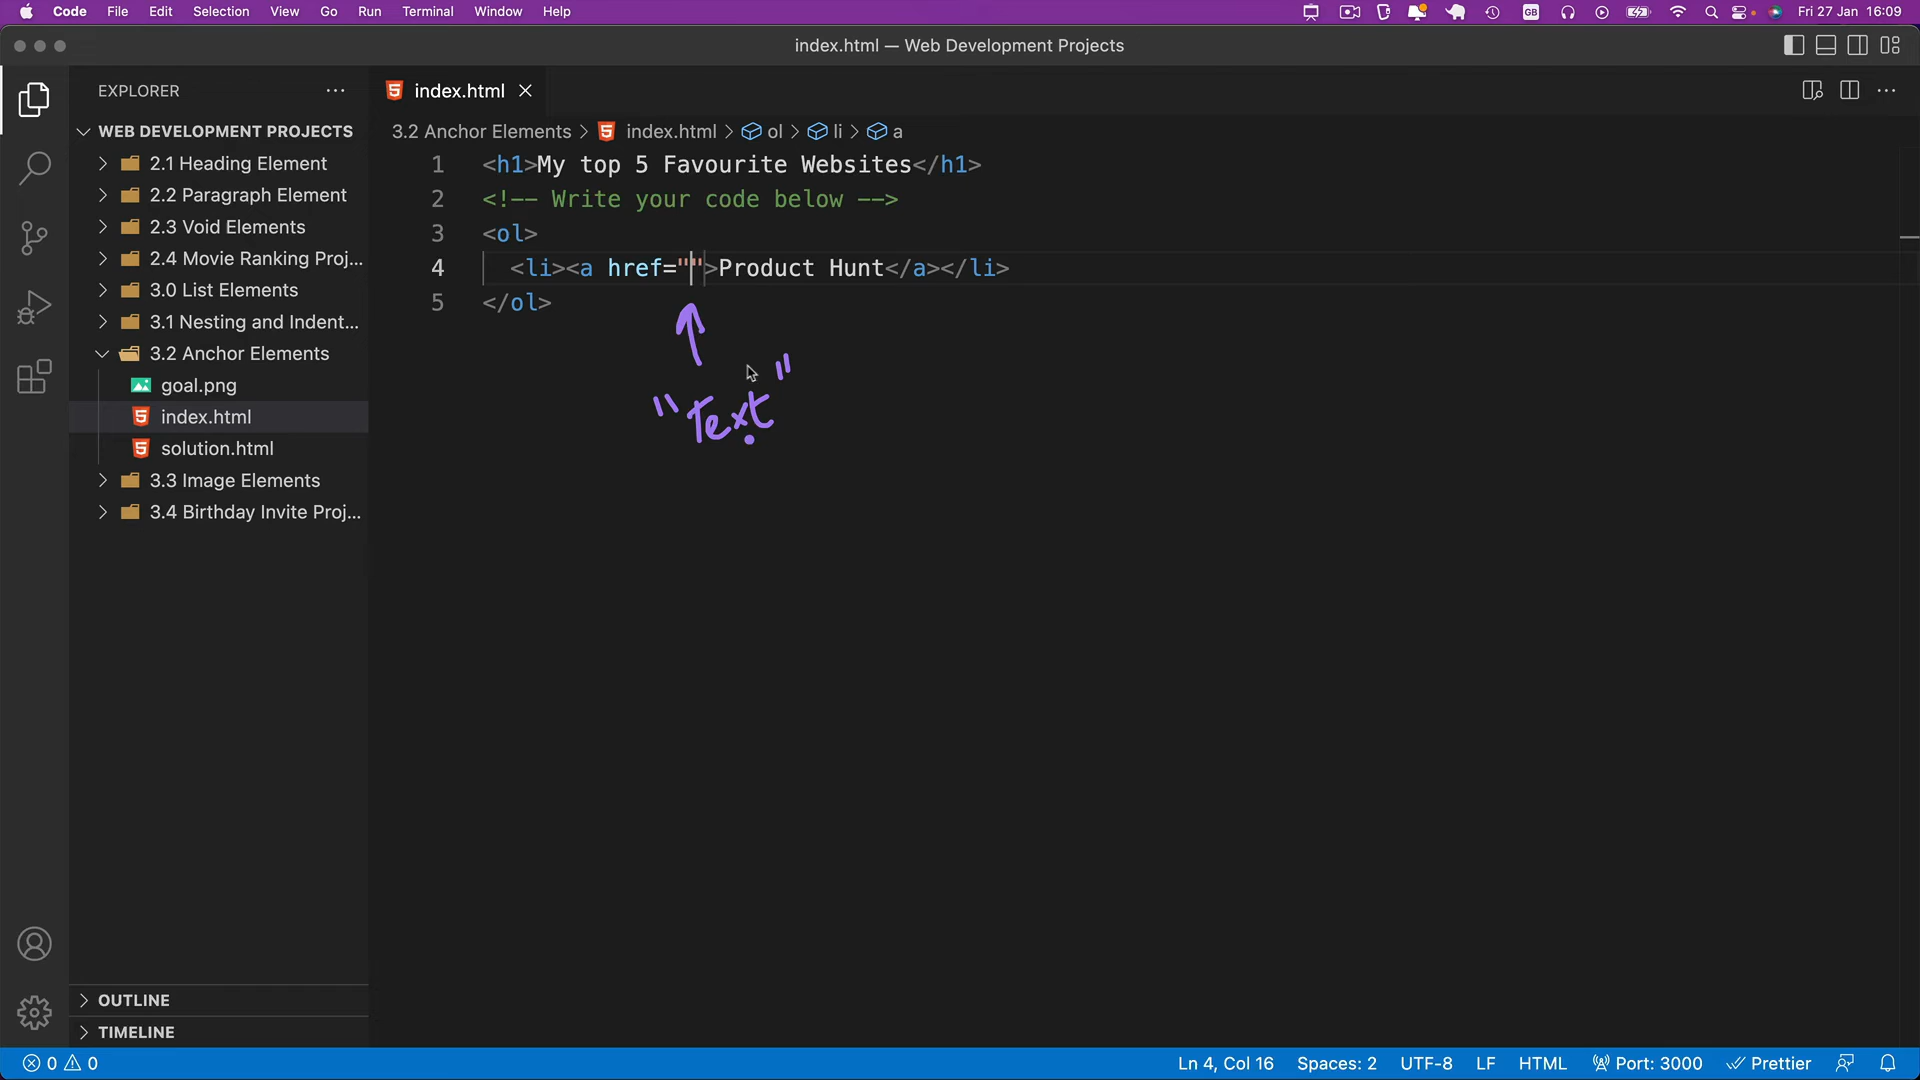 Code File Edit Selection View Go Run Terminal Window Help GB Fri 27 Jan 16:09
index.html — Web Development Projects
EXPLORER
index.html
WEB DEVELOPMENT PROJECTS
3.2 Anchor Elements > index.html > ol > li > a
2.1 Heading Element
2.2 Paragraph Element
2.3 Void Elements
2.4 Movie Ranking Proj...
3.0 List Elements
3.1 Nesting and Indent...
3.2 Anchor Elements
goal.png
index.html
solution.html
3.3 Image Elements
3.4 Birthday Invite Proj...
OUTLINE
TIMELINE
1 <h1>My top 5 Favourite Websites</h1>
2 <!-- Write your code below -->
3 <ol>
4 <li><a href="">Product Hunt</a></li>
5 </ol>
"Text"
0 0 Ln 4, Col 16 Spaces: 2 UTF-8 LF HTML Port: 3000 Prettier